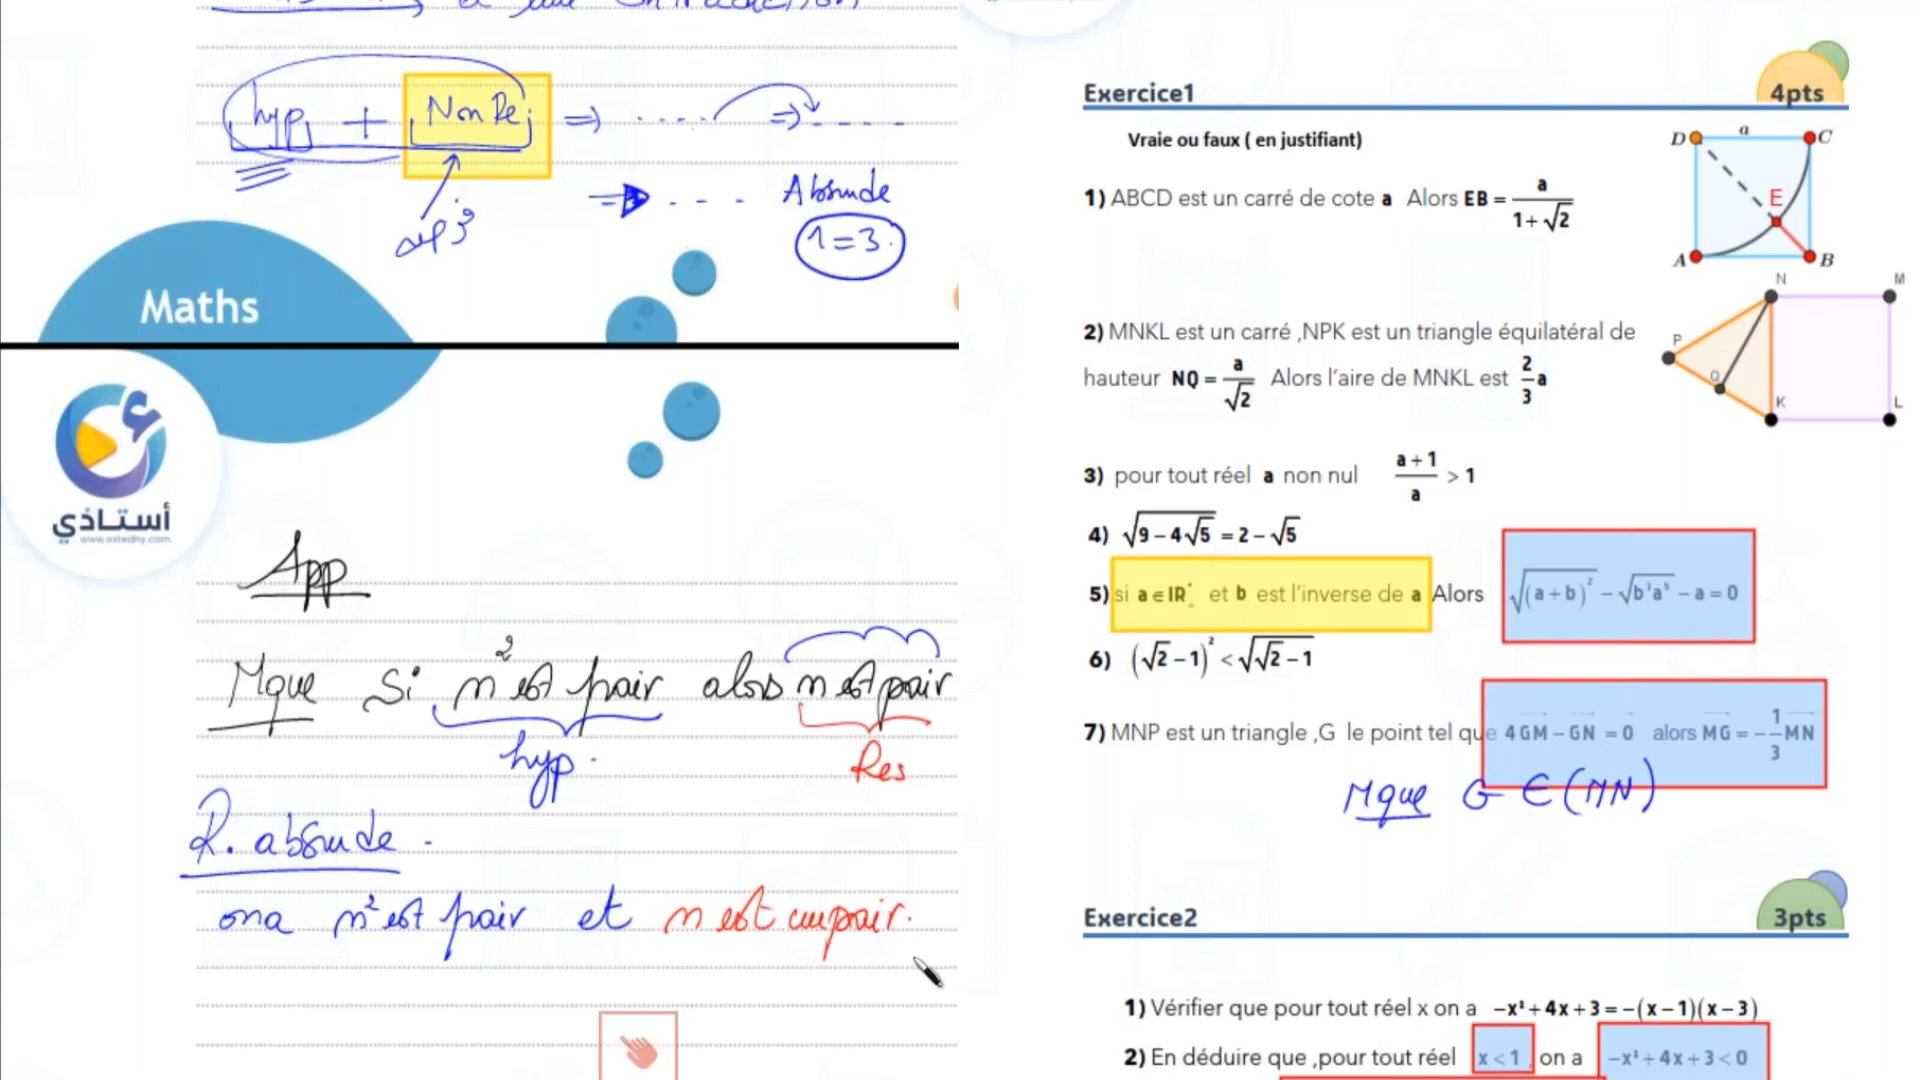 hyp + Non Re ⇒ ..... ⇒ .....
⇒ .... Absurde
1=3
Maths
أستاذي
www.ostedhy.com
App
Mque Si n² est pair alors n est pair
hyp. Res
R. absurde.
ona n² est pair et n est impair.
Exercice1 4pts
Vraie ou faux ( en justifiant)
1) ABCD est un carré de cote a Alors EB = a / (1+√2)
D a C
E
A B
2) MNKL est un carré ,NPK est un triangle équilatéral de
hauteur NQ = a/√2 Alors l'aire de MNKL est 2/3 a
N M
P
Q
K L
3) pour tout réel a non nul (a+1)/a > 1
4) √(9−4√5) = 2−√5
5) si a∈IR*₋ et b est l'inverse de a Alors √((a+b)²) − √(b³a⁵) − a = 0
6) (√2−1)² < √(√2−1)
7) MNP est un triangle ,G le point tel que 4GM − GN = 0 alors MG = −1/3 MN
Mque G ∈ (MN)
Exercice2 3pts
1) Vérifier que pour tout réel x on a −x²+4x+3=−(x−1)(x−3)
2) En déduire que ,pour tout réel x<1 on a −x²+4x+3<0